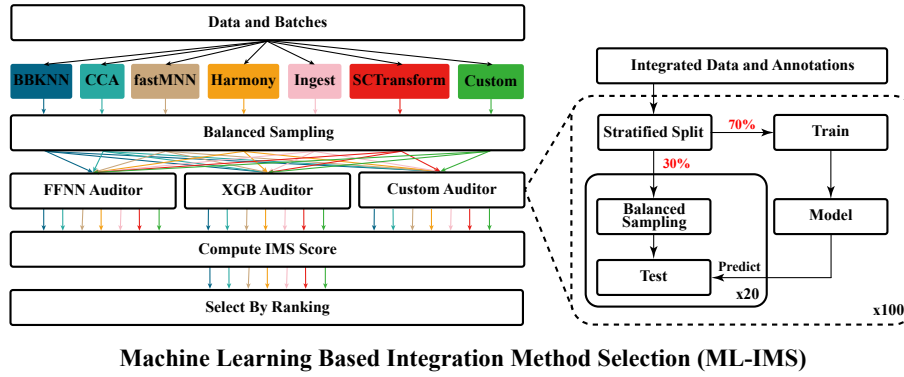 Data and Batches
BBKNN
CCA
fastMNN
Harmony
Ingest
SCTransform
Custom
Balanced Sampling
FFNN Auditor
XGB Auditor
Custom Auditor
Compute IMS Score
Select By Ranking
Integrated Data and Annotations
Stratified Split
70%
Train
30%
Balanced
Sampling
Model
Predict
Test
x20
x100
Machine Learning Based Integration Method Selection (ML-IMS)